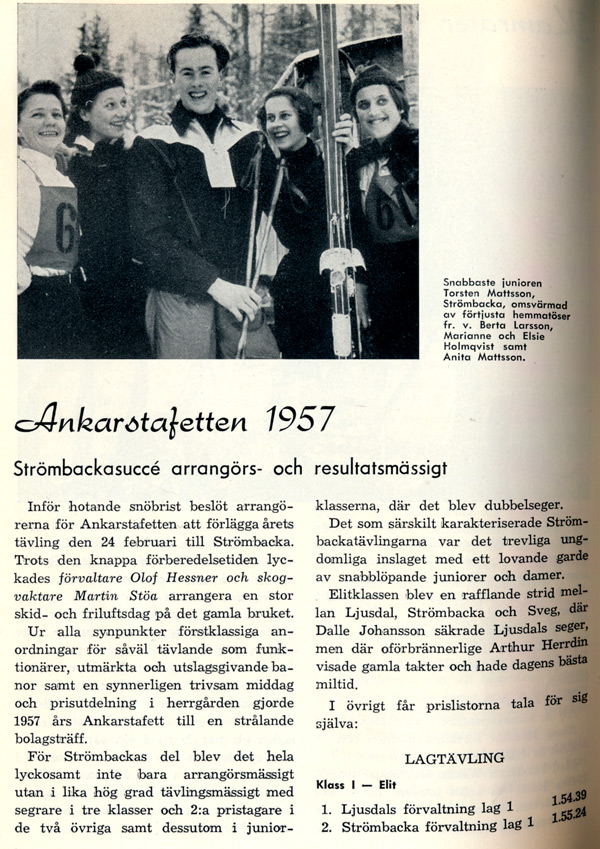 6
61
Snabbaste junioren
Torsten Mattsson,
Strömbacka, omsvärmad
av förtjusta hemmatöser
fr. v. Berta Larsson,
Marianne och Elsie
Holmqvist samt
Anita Mattsson.
Ankarstafetten 1957
Strömbackasuccé arrangörs- och resultatsmässigt
Inför hotande snöbrist beslöt arrangö-
rerna för Ankarstafetten att förlägga årets
tävling den 24 februari till Strömbacka.
Trots den knappa förberedelsetiden lyc-
kades förvaltare Olof Hessner och skog-
vaktare Martin Stöa arrangera en stor
skid- och friluftsdag på det gamla bruket.
Ur alla synpunkter förstklassiga an-
ordningar för såväl tävlande som funk-
tionärer, utmärkta och utslagsgivande ba-
nor samt en synnerligen trivsam middag
och prisutdelning i herrgården gjorde
1957 års Ankarstafett till en strålande
bolagsträff.
För Strömbackas del blev det hela
lyckosamt inte bara arrangörsmässigt
utan i lika hög grad tävlingsmässigt med
segrare i tre klasser och 2:a pristagare i
de två övriga samt dessutom i junior-
klasserna, där det blev dubbelseger.
Det som särskilt karakteriserade Ström-
backatävlingarna var det trevliga ung-
domliga inslaget med ett lovande garde
av snabblöpande juniorer och damer.
Elitklassen blev en rafflande strid mel-
lan Ljusdal, Strömbacka och Sveg, där
Dalle Johansson säkrade Ljusdals seger,
men där oförbrännelige Arthur Herrdin
visade gamla takter och hade dagens bästa
miltid.
I övrigt får prislistorna tala för sig
själva:
LAGTÄVLING
Klass I — Elit
1. Ljusdals förvaltning lag 1 1.54.39
2. Strömbacka förvaltning lag 1 1.55.24